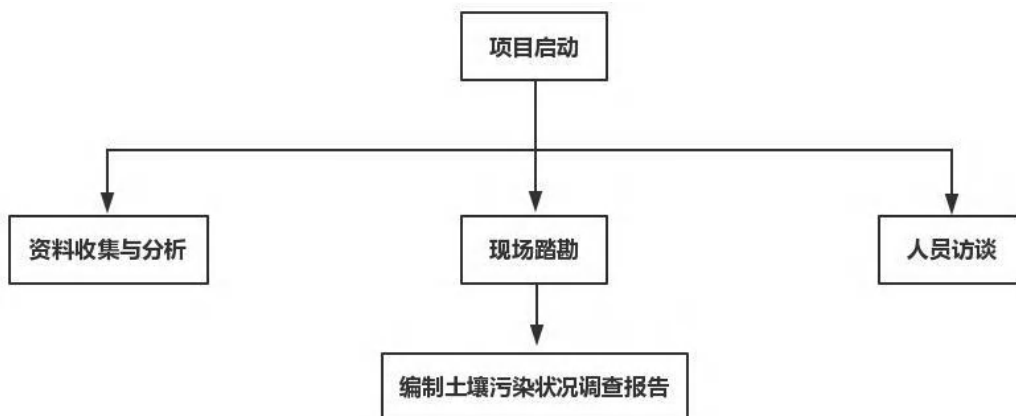 项目启动
资料收集与分析
现场踏勘
人员访谈
编制土壤污染状况调查报告